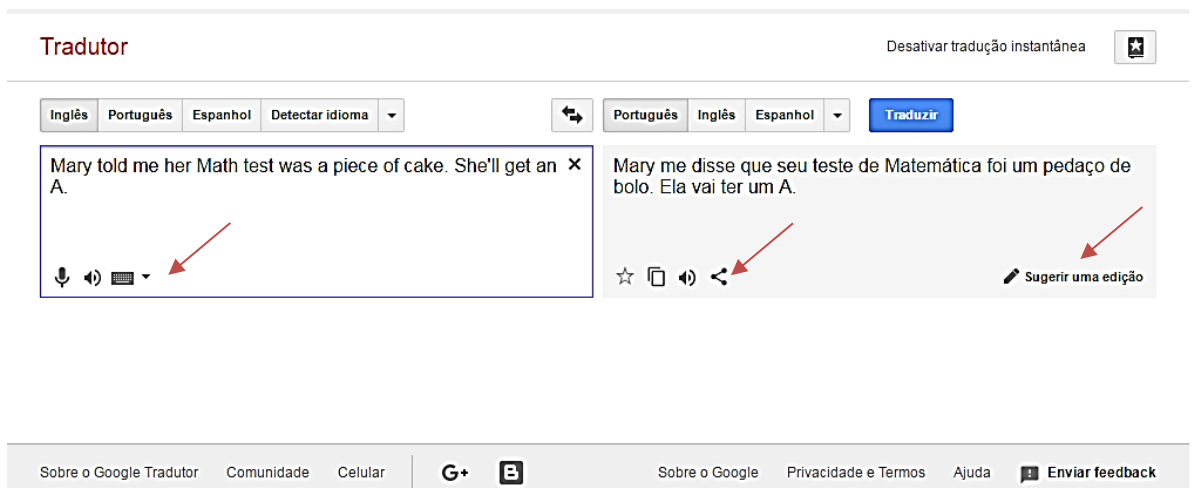 Tradutor
Desativar tradução instantânea
Inglês Português Espanhol Detectar idioma
Português Inglês Espanhol Traduzir
Mary told me her Math test was a piece of cake. She'll get an
A.
Mary me disse que seu teste de Matemática foi um pedaço de
bolo. Ela vai ter um A.
Sugerir uma edição
Sobre o Google Tradutor Comunidade Celular G+ B Sobre o Google Privacidade e Termos Ajuda Enviar feedback